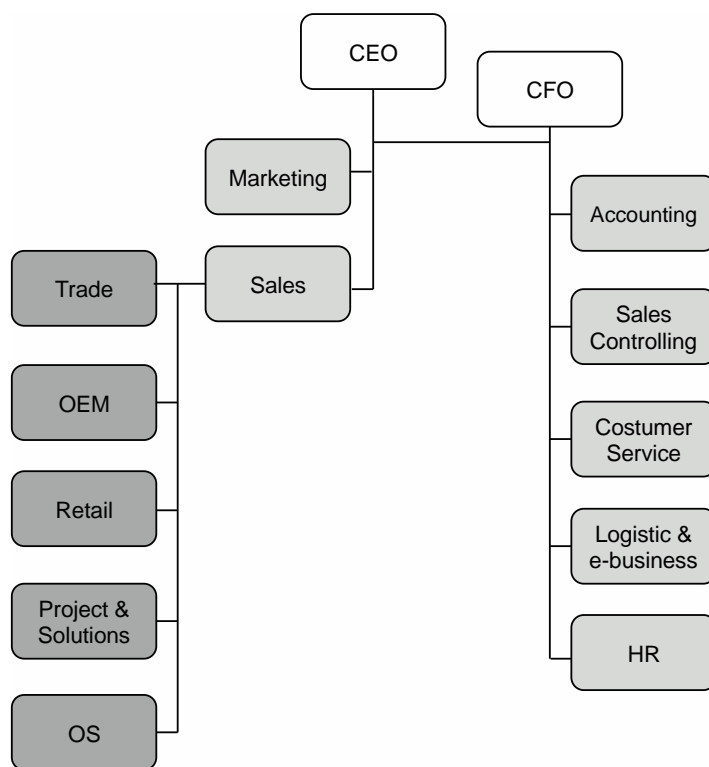 CEO
CFO
Marketing
Accounting
Trade
Sales
Sales
Controlling
OEM
Costumer
Service
Retail
Logistic &
e-business
Project &
Solutions
HR
OS